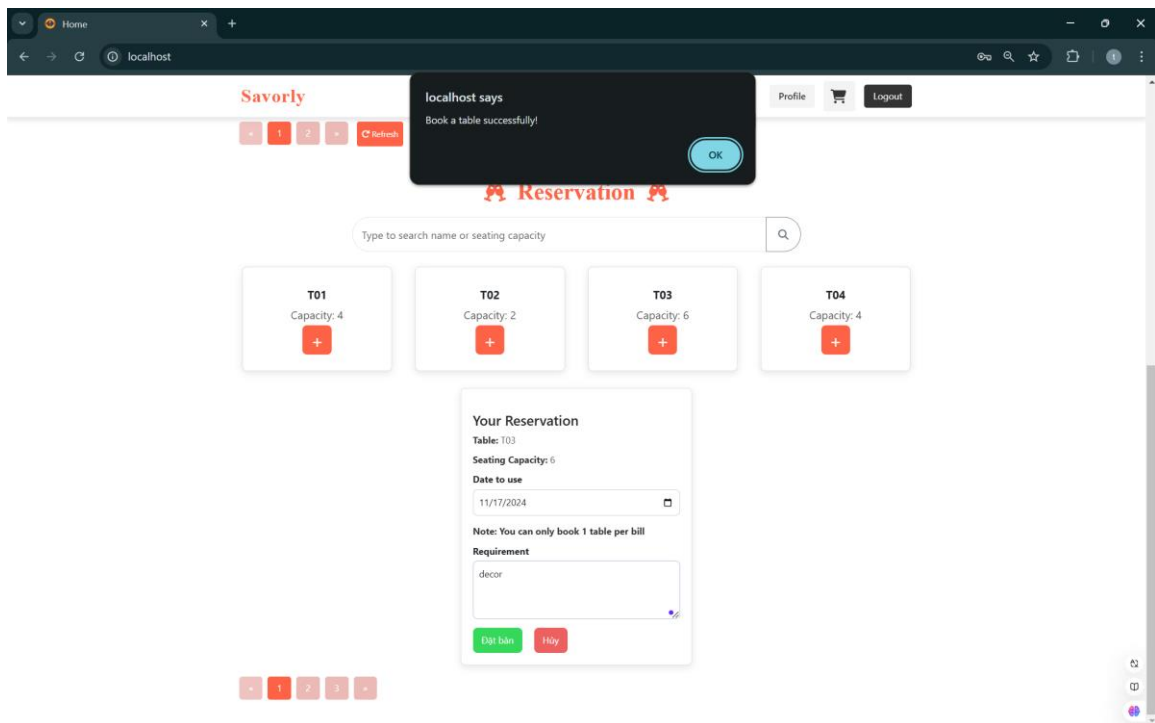 Home
localhost
Savorly
Profile
Logout
localhost says
Book a table successfully!
OK
« 1 2 » Refresh
Reservation
Type to search name or seating capacity
T01
Capacity: 4
+
T02
Capacity: 2
+
T03
Capacity: 6
+
T04
Capacity: 4
+
Your Reservation
Table: T03
Seating Capacity: 6
Date to use
11/17/2024
Note: You can only book 1 table per bill
Requirement
decor
Đặt bàn
Hủy
« 1 2 3 »